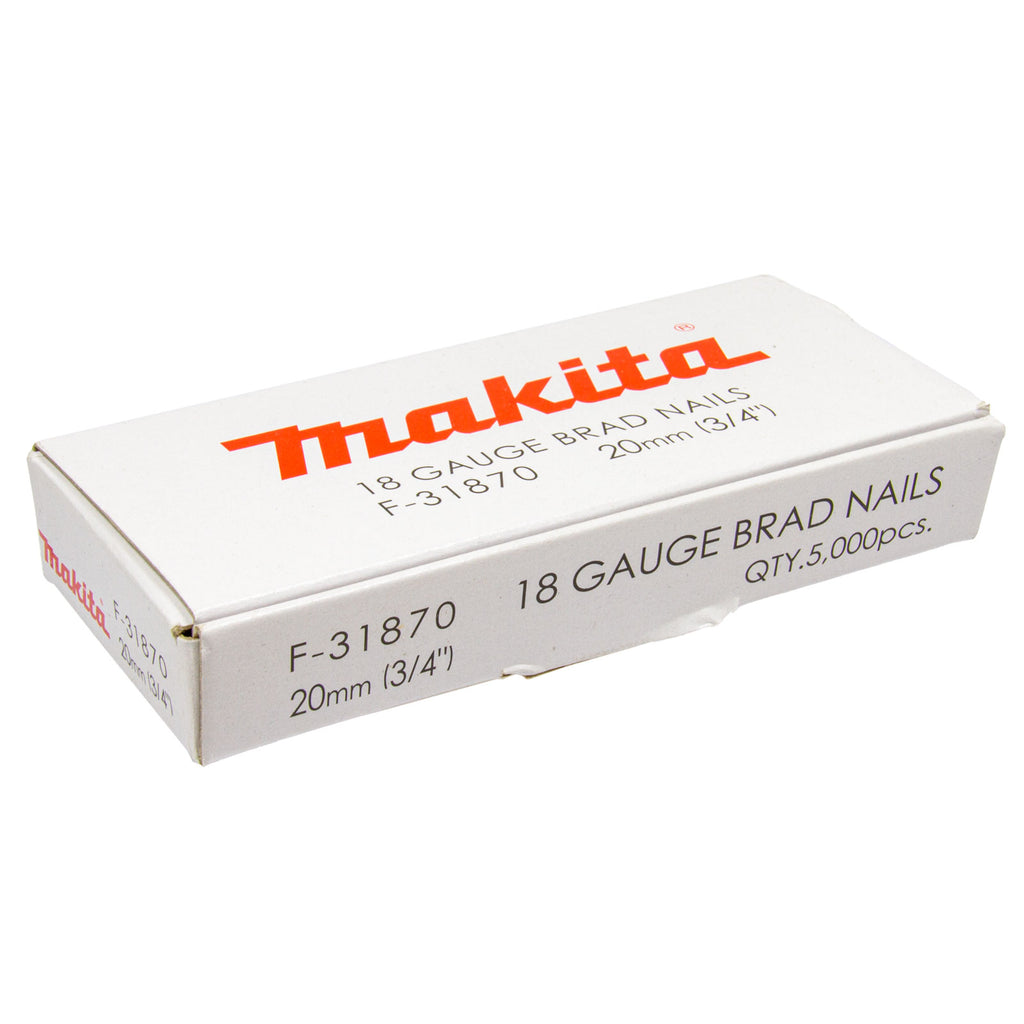 makita®
18 GAUGE BRAD NAILS
F-31870 20mm (3/4")
F-31870 18 GAUGE BRAD NAILS
20mm (3/4") QTY.5,000pcs.
makita
F-31870
20mm (3/4")